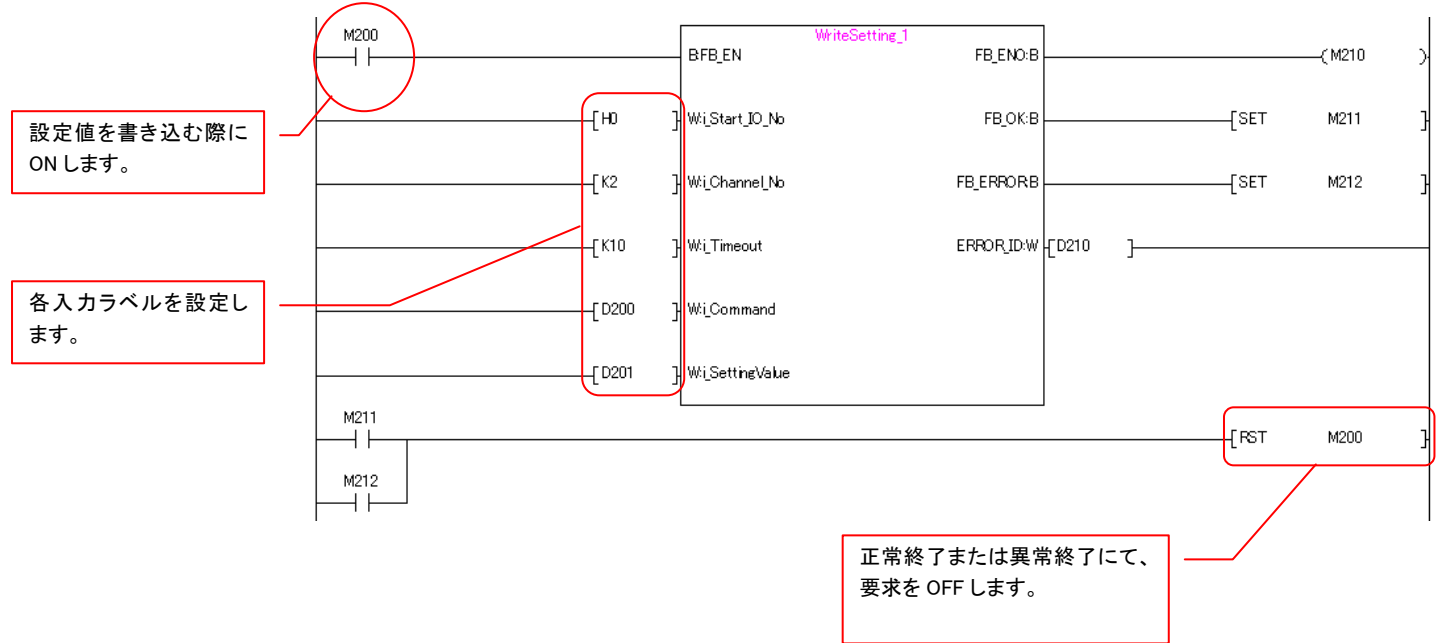 M200
WriteSetting_1
B:FB_EN FB_ENO:B M210
設定値を書き込む際に
ONします。
[H0 ] W:i_Start_IO_No FB_OK:B [SET M211 ]
[K2 ] W:i_Channel_No FB_ERROR:B [SET M212 ]
[K10 ] W:i_Timeout ERROR_ID:W [D210 ]
各入力ラベルを設定し
ます。
[D200 ] W:i_Command
[D201 ] W:i_SettingValue
M211
[RST M200 ]
M212
正常終了または異常終了にて、
要求を OFF します。